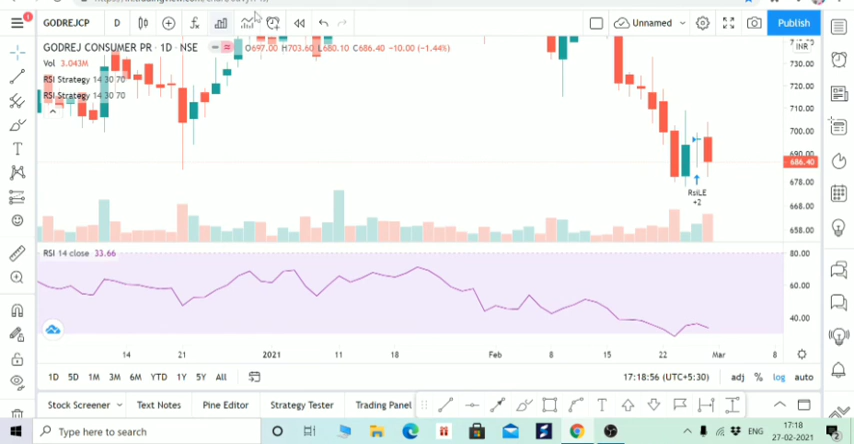 GODREJCP D Unnamed Publish
GODREJ CONSUMER PR · 1D · NSE O697.00 H703.60 L680.10 C686.40 −10.00 (−1.44%)
INR
Vol 3.043M
730.00
RSI Strategy 14 30 70
720.00
RSI Strategy 14 30 70
710.00
700.00
690.00
686.40
678.00
RsiLE
+2
668.00
658.00
RSI 14 close 33.66
80.00
60.00
40.00
14 21 2021 11 18 Feb 8 15 22 Mar 8
1D 5D 1M 3M 6M YTD 1Y 5Y All 17:18:56 (UTC+5:30) adj % log auto
Stock Screener Text Notes Pine Editor Strategy Tester Trading Panel
Type here to search
ENG
17:18
27-02-2021
2